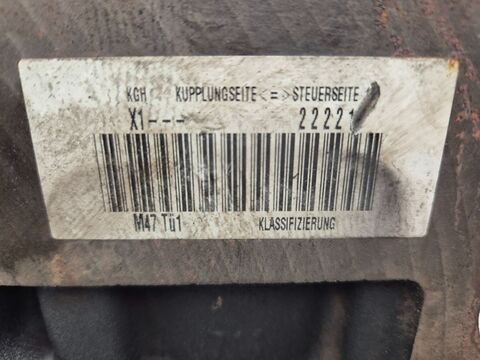 KGH KUPPLUNGSEITE <=> STEUERSEITE
X1--- 22221
M47 Tü1 KLASSIFIZIERUNG